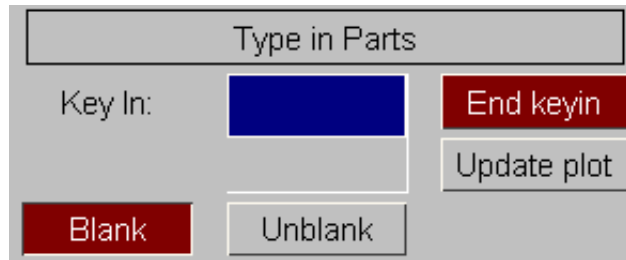 Type in Parts
Key In:
End keyin
Update plot
Blank
Unblank